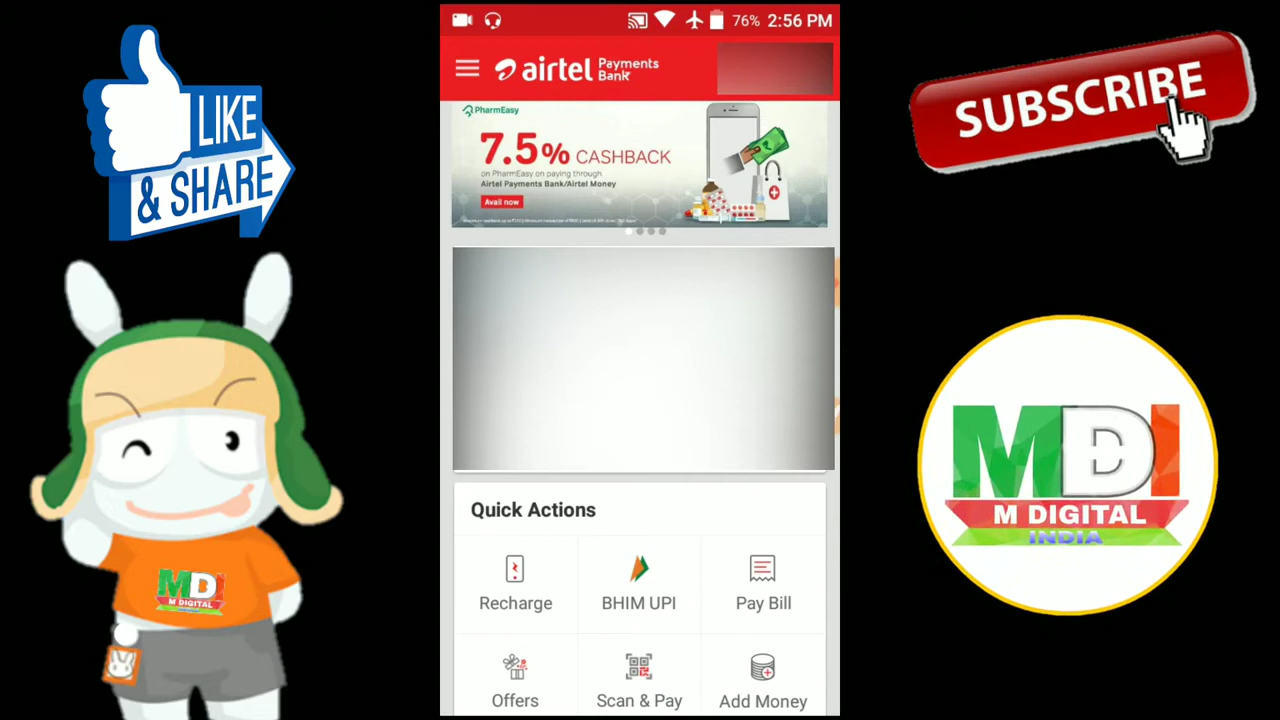 LIKE
& SHARE
76% 2:56 PM
airtel Payments
Bank
PharmEasy
7.5% CASHBACK
on PharmEasy on paying through
Airtel Payments Bank/Airtel Money
Avail now
Quick Actions
Recharge
BHIM UPI
Pay Bill
Offers
Scan & Pay
Add Money
SUBSCRIBE
MDI
M DIGITAL
INDIA
MDI
M DIGITAL